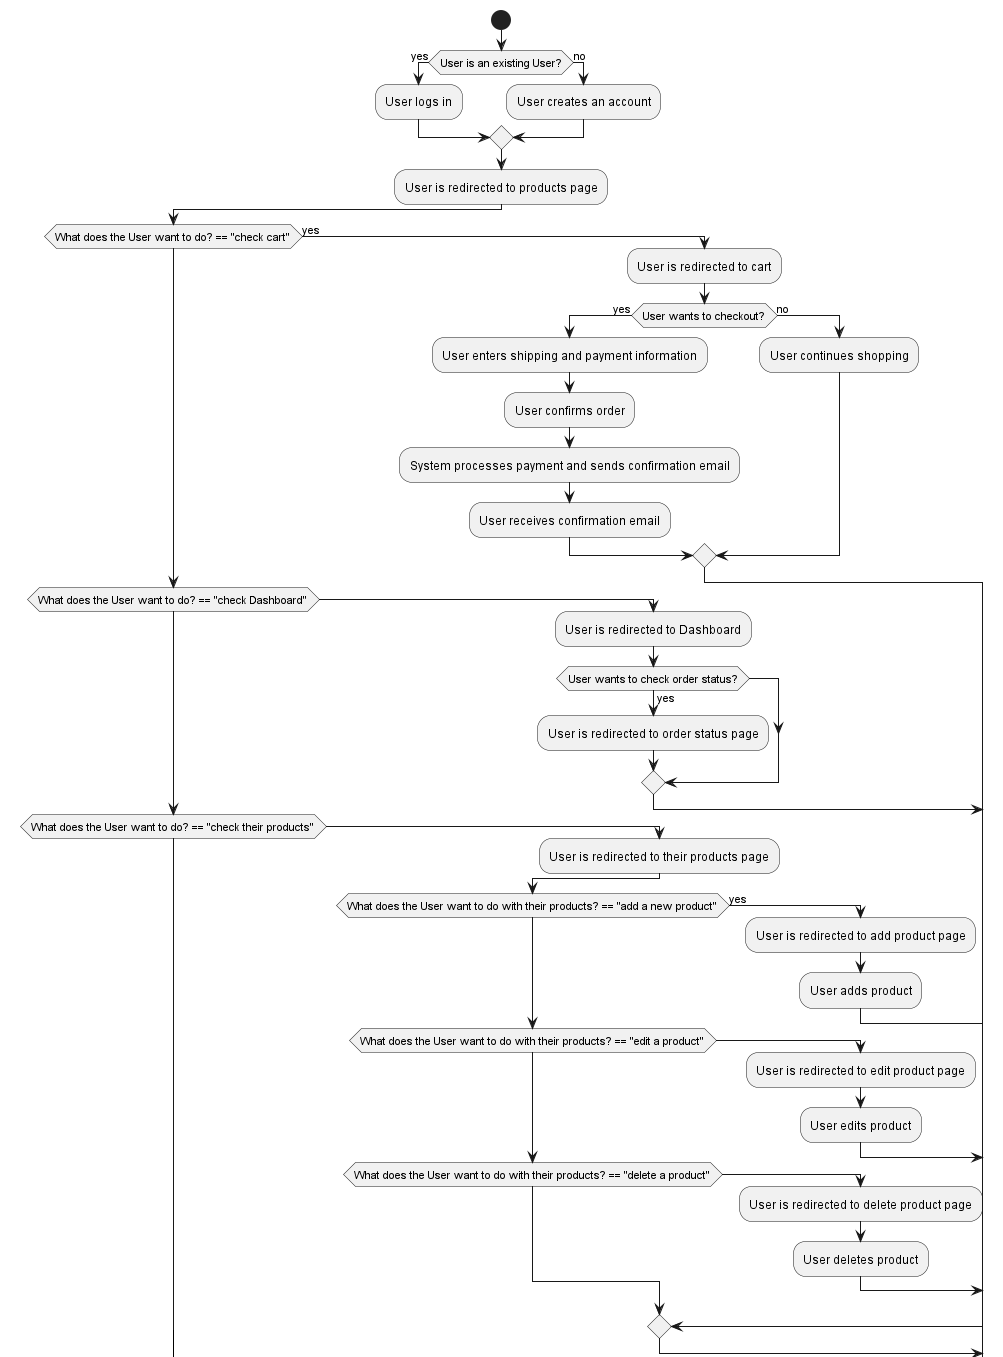 User is an existing User?
yes
no
User logs in
User creates an account
User is redirected to products page
What does the User want to do? == "check cart"
yes
User is redirected to cart
User wants to checkout?
yes
no
User enters shipping and payment information
User continues shopping
User confirms order
System processes payment and sends confirmation email
User receives confirmation email
What does the User want to do? == "check Dashboard"
User is redirected to Dashboard
User wants to check order status?
yes
User is redirected to order status page
What does the User want to do? == "check their products"
User is redirected to their products page
What does the User want to do with their products? == "add a new product"
yes
User is redirected to add product page
User adds product
What does the User want to do with their products? == "edit a product"
User is redirected to edit product page
User edits product
What does the User want to do with their products? == "delete a product"
User is redirected to delete product page
User deletes product